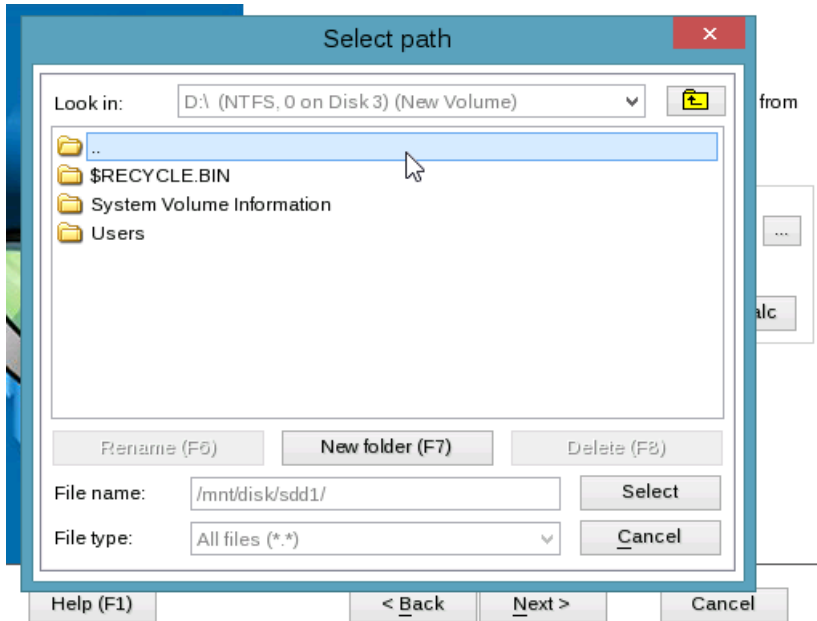 Select path
Look in:
D:\ (NTFS, 0 on Disk 3) (New Volume)
from
..
$RECYCLE.BIN
System Volume Information
Users
...
alc
Rename (F6)
New folder (F7)
Delete (F8)
File name:
/mnt/disk/sdd1/
Select
File type:
All files (*.*)
Cancel
Help (F1)
< Back
Next >
Cancel